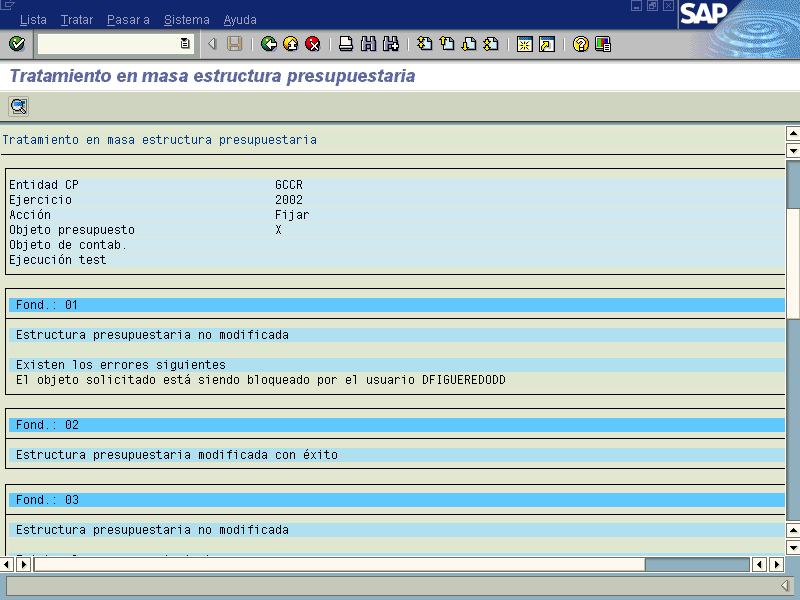 Lista Tratar Pasar a Sistema Ayuda
SAP
Tratamiento en masa estructura presupuestaria
Tratamiento en masa estructura presupuestaria
Entidad CP GCCR
Ejercicio 2002
Acción Fijar
Objeto presupuesto X
Objeto de contab.
Ejecución test
Fond.: 01
Estructura presupuestaria no modificada
Existen los errores siguientes
El objeto solicitado está siendo bloqueado por el usuario DFIGUEREDODD
Fond.: 02
Estructura presupuestaria modificada con éxito
Fond.: 03
Estructura presupuestaria no modificada